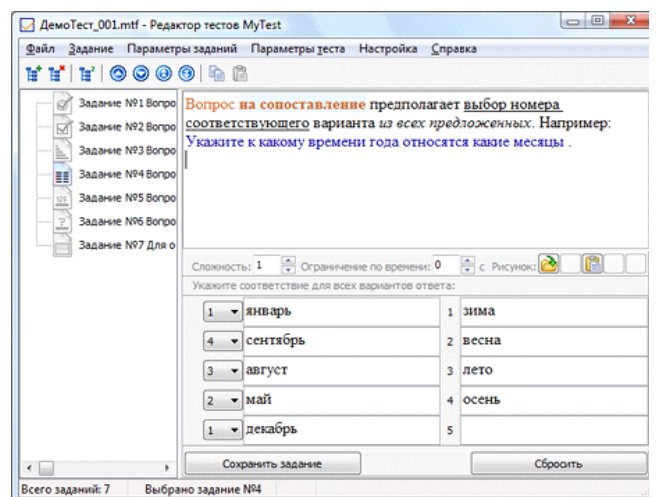 ДемоТест_001.mtf - Редактор тестов MyTest
Файл Задание Параметры заданий Параметры теста Настройка Справка
Задание №1 Вопро
Задание №2 Вопро
Задание №3 Вопро
Задание №4 Вопро
Задание №5 Вопро
Задание №6 Вопро
Задание №7 Для о
Вопрос на сопоставление предполагает выбор номера
соответствующего варианта из всех предложенных. Например:
Укажите к какому времени года относятся какие месяцы .
Сложность: 1 Ограничение по времени: 0 с Рисунок:
Укажите соответствие для всех вариантов ответа:
1 январь 1 зима
4 сентябрь 2 весна
3 август 3 лето
2 май 4 осень
1 декабрь 5
Сохранить задание Сбросить
Всего заданий: 7 Выбрано задание №4